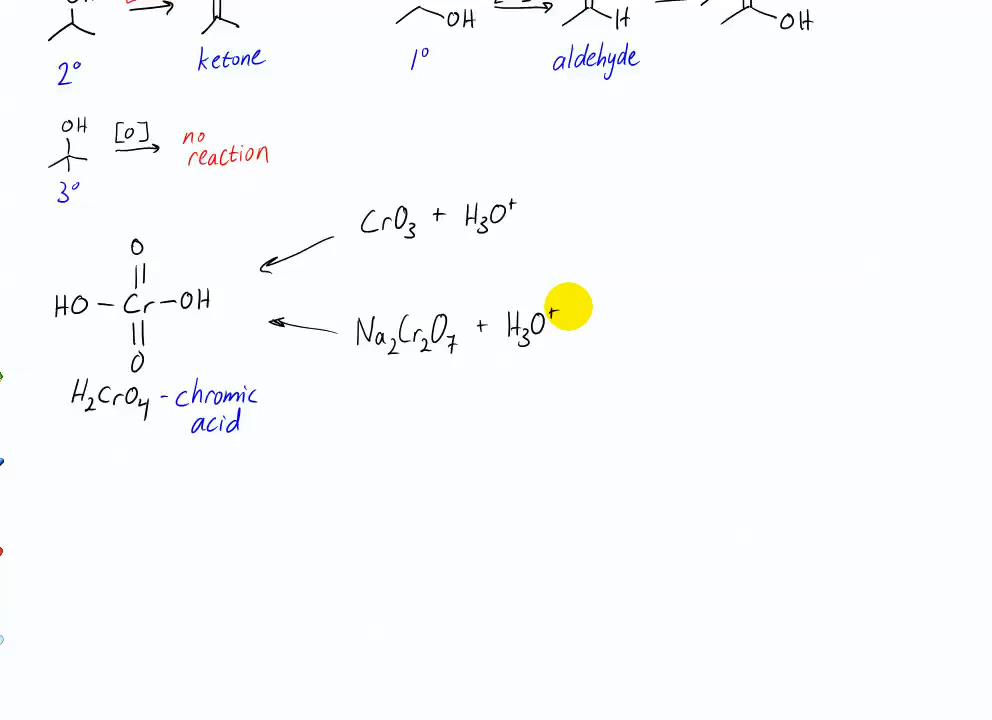 OH H OH
2° ketone 1° aldehyde
OH [O] no
reaction
3°
CrO3 + H3O+
O
HO – Cr – OH
Na2Cr2O7 + H3O+
O
H2CrO4 - chromic
acid